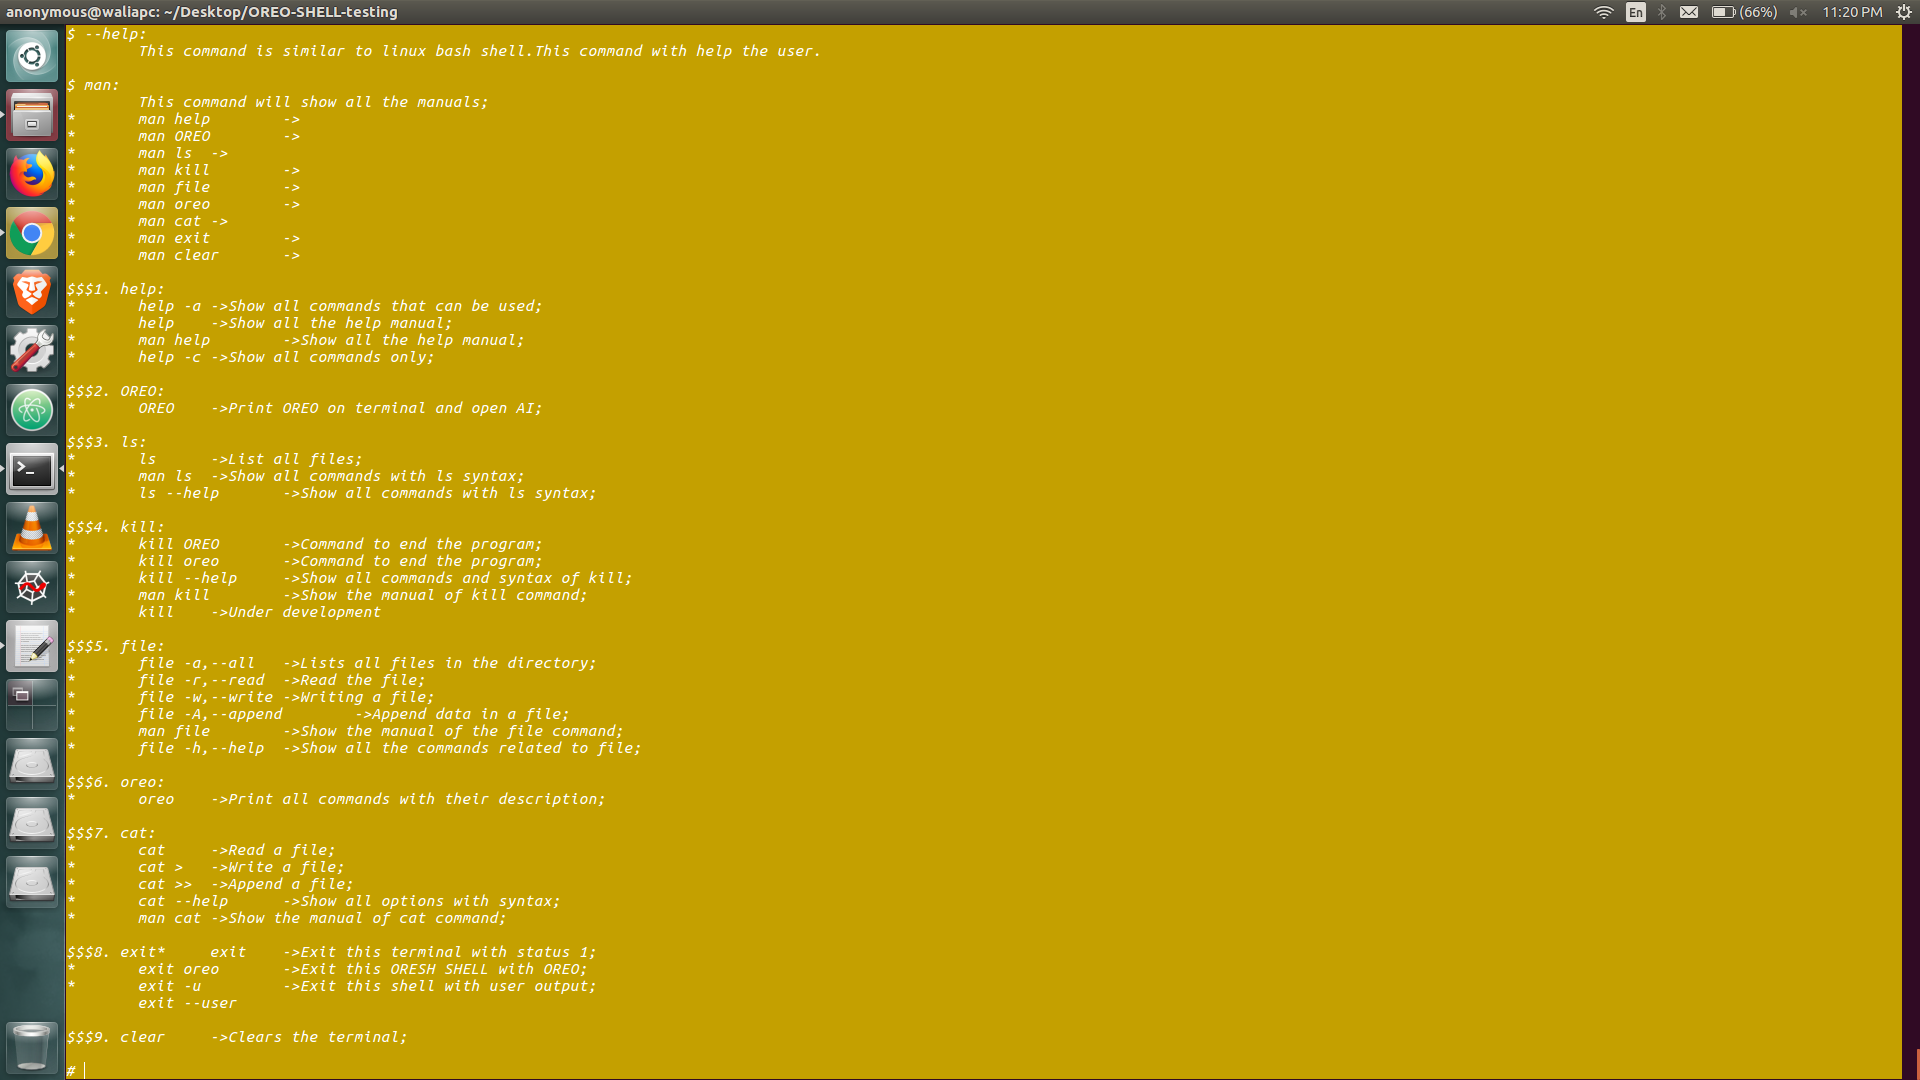 anonymous@waliapc: ~/Desktop/OREO-SHELL-testing
En
(66%)
11:20 PM
$ --help:
This command is similar to linux bash shell.This command with help the user.
$ man:
This command will show all the manuals;
* man help ->
* man OREO ->
* man ls ->
* man kill ->
* man file ->
* man oreo ->
* man cat ->
* man exit ->
* man clear ->
$$$1. help:
* help -a ->Show all commands that can be used;
* help ->Show all the help manual;
* man help ->Show all the help manual;
* help -c ->Show all commands only;
$$$2. OREO:
* OREO ->Print OREO on terminal and open AI;
$$$3. ls:
* ls ->List all files;
* man ls ->Show all commands with ls syntax;
* ls --help ->Show all commands with ls syntax;
$$$4. kill:
* kill OREO ->Command to end the program;
* kill oreo ->Command to end the program;
* kill --help ->Show all commands and syntax of kill;
* man kill ->Show the manual of kill command;
* kill ->Under development
$$$5. file:
* file -a,--all ->Lists all files in the directory;
* file -r,--read ->Read the file;
* file -w,--write ->Writing a file;
* file -A,--append ->Append data in a file;
* man file ->Show the manual of the file command;
* file -h,--help ->Show all the commands related to file;
$$$6. oreo:
* oreo ->Print all commands with their description;
$$$7. cat:
* cat ->Read a file;
* cat > ->Write a file;
* cat >> ->Append a file;
* cat --help ->Show all options with syntax;
* man cat ->Show the manual of cat command;
$$$8. exit* exit ->Exit this terminal with status 1;
* exit oreo ->Exit this ORESH SHELL with OREO;
* exit -u ->Exit this shell with user output;
exit --user
$$$9. clear ->Clears the terminal;
#